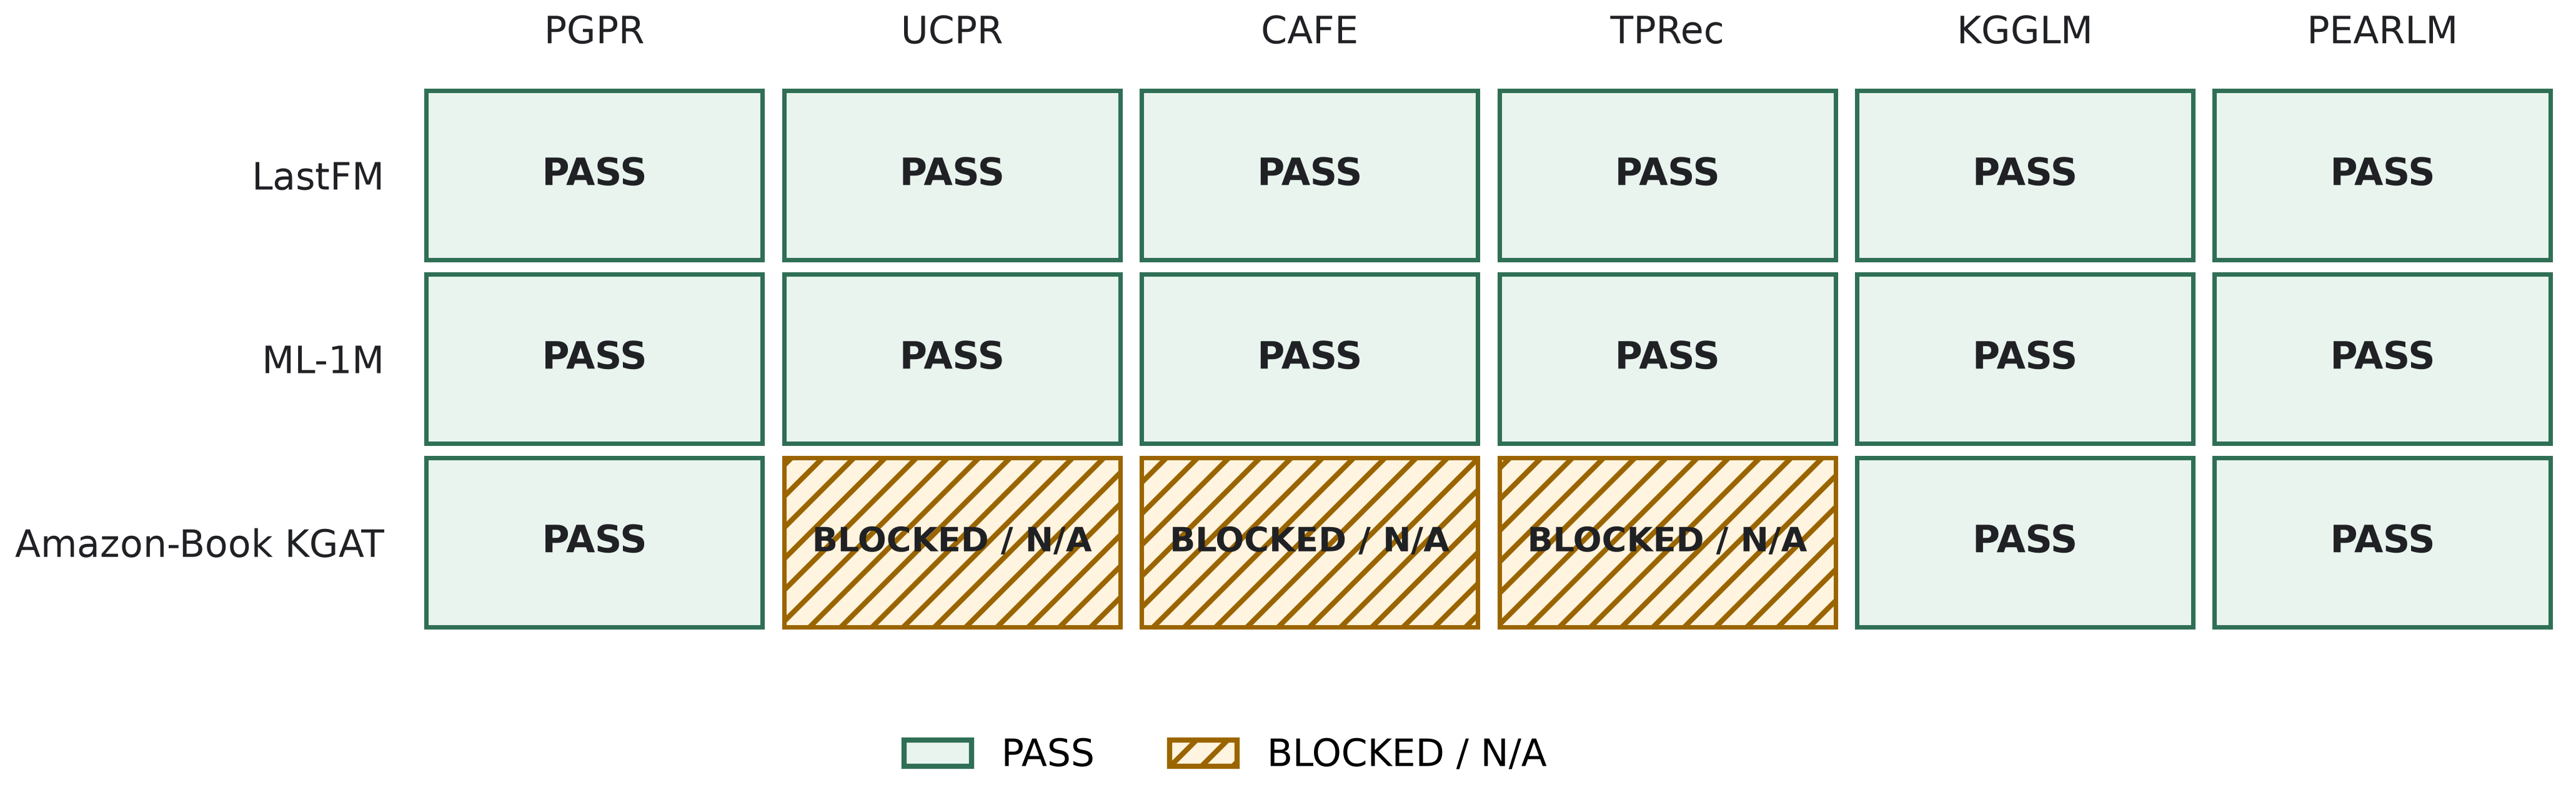 PGPR UCPR CAFE TPRec KGGLM PEARLM
LastFM PASS PASS PASS PASS PASS PASS
ML-1M PASS PASS PASS PASS PASS PASS
Amazon-Book KGAT PASS BLOCKED / N/A BLOCKED / N/A BLOCKED / N/A PASS PASS
PASS BLOCKED / N/A